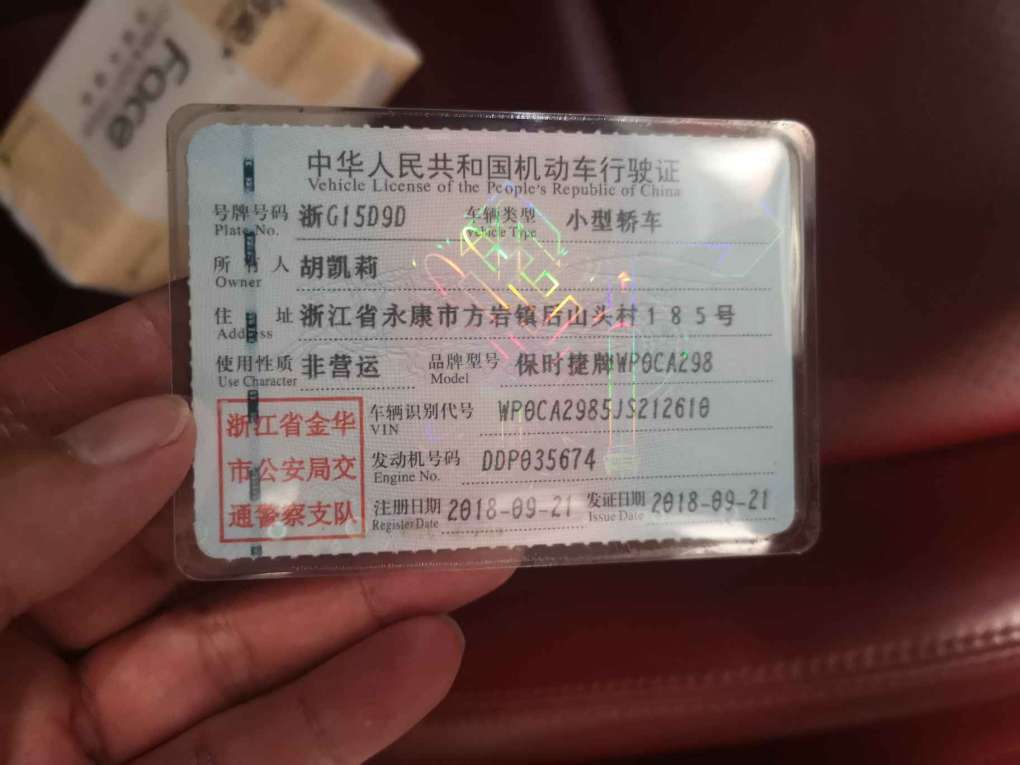 Face
中华人民共和国机动车行驶证
Vehicle License of the People's Republic of China
号牌号码 浙G15D9D 车辆类型 小型轿车
Plate No. Vehicle Type
所有人 胡凯莉
Owner
住址 浙江省永康市方岩镇后山头村185号
Address
使用性质 非营运 品牌型号 保时捷牌WP0CA298
Use Character Model
浙江省金华 车辆识别代号 WP0CA2985JS212610
VIN
市公安局交 发动机号码 DDP035674
Engine No.
通警察支队 注册日期 2018-09-21 发证日期 2018-09-21
Register Date Issue Date